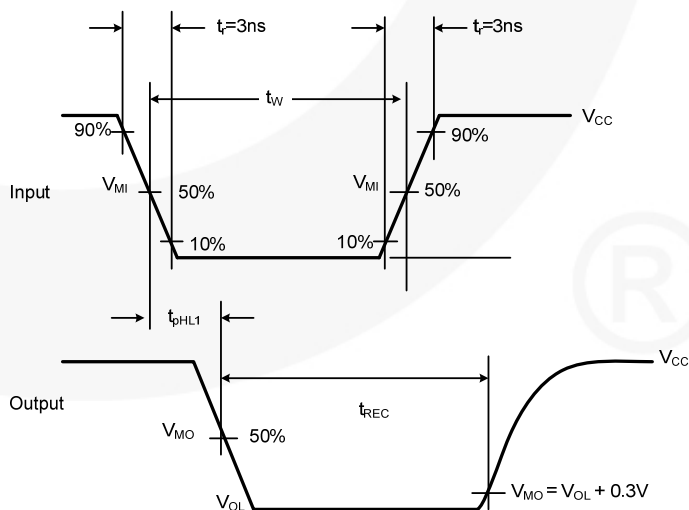 tr=3ns
tr=3ns
tW
VCC
90%
90%
Input
VMI
50%
VMI
50%
10%
10%
tpHL1
VCC
Output
tREC
VMO
50%
VOL
VMO = VOL + 0.3V
®